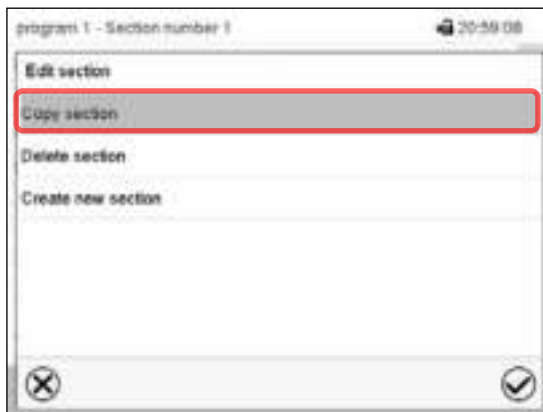 program 1 - Section number 1 20:59:08
Edit section
Copy section
Delete section
Create new section